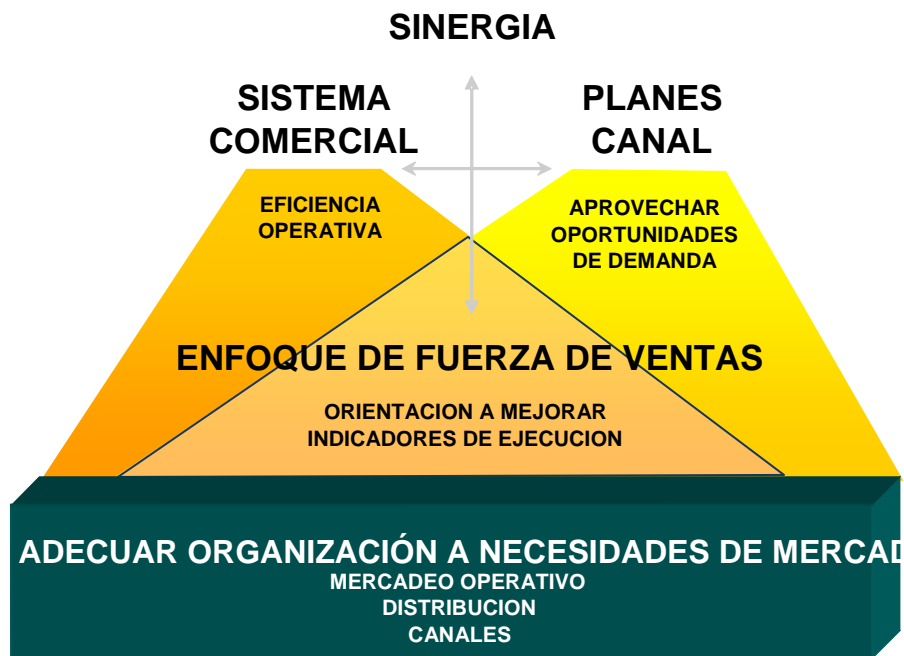 SINERGIA
SISTEMA
COMERCIAL
PLANES
CANAL
EFICIENCIA
OPERATIVA
APROVECHAR
OPORTUNIDADES
DE DEMANDA
ENFOQUE DE FUERZA DE VENTAS
ORIENTACION A MEJORAR
INDICADORES DE EJECUCION
ADECUAR ORGANIZACIÓN A NECESIDADES DE MERCAD
MERCADEO OPERATIVO
DISTRIBUCION
CANALES